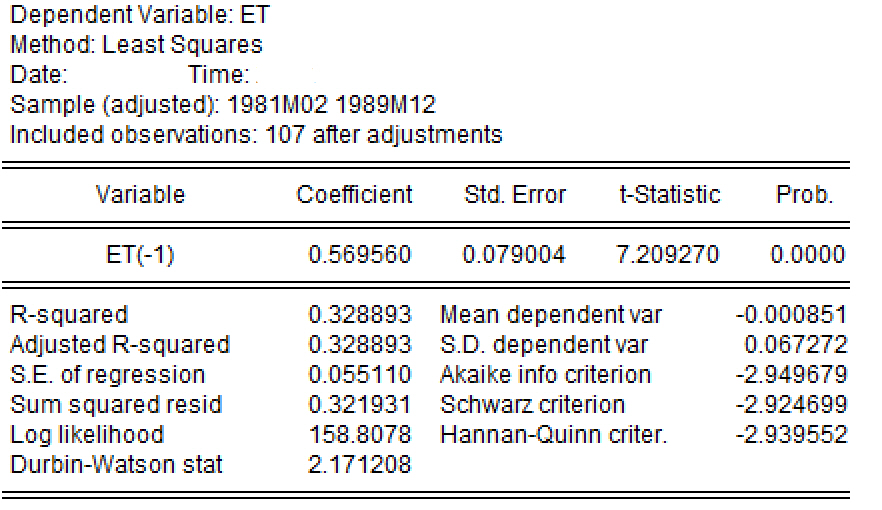 Dependent Variable: ET
Method: Least Squares
Date: Time:
Sample (adjusted): 1981M02 1989M12
Included observations: 107 after adjustments
Variable Coefficient Std. Error t-Statistic Prob.
ET(-1) 0.569560 0.079004 7.209270 0.0000
R-squared 0.328893 Mean dependent var -0.000851
Adjusted R-squared 0.328893 S.D. dependent var 0.067272
S.E. of regression 0.055110 Akaike info criterion -2.949679
Sum squared resid 0.321931 Schwarz criterion -2.924699
Log likelihood 158.8078 Hannan-Quinn criter. -2.939552
Durbin-Watson stat 2.171208